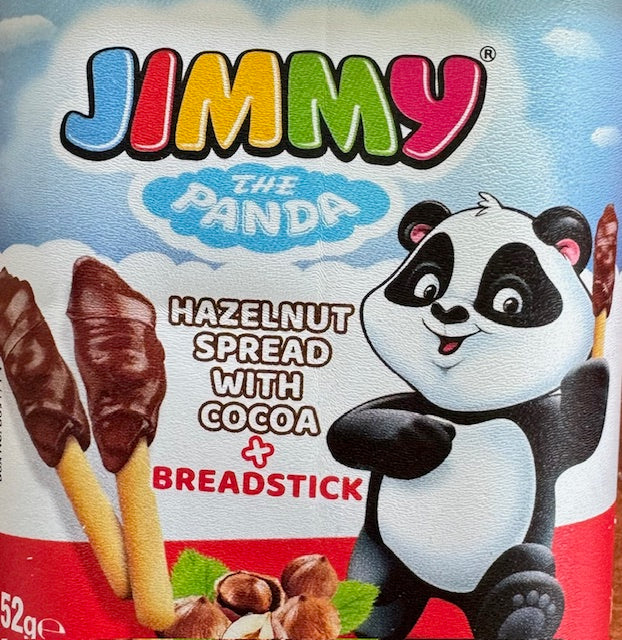 JIMMY®
THE
PANDA
HAZELNUT
SPREAD
WITH
COCOA
+
BREADSTICK
52g℮